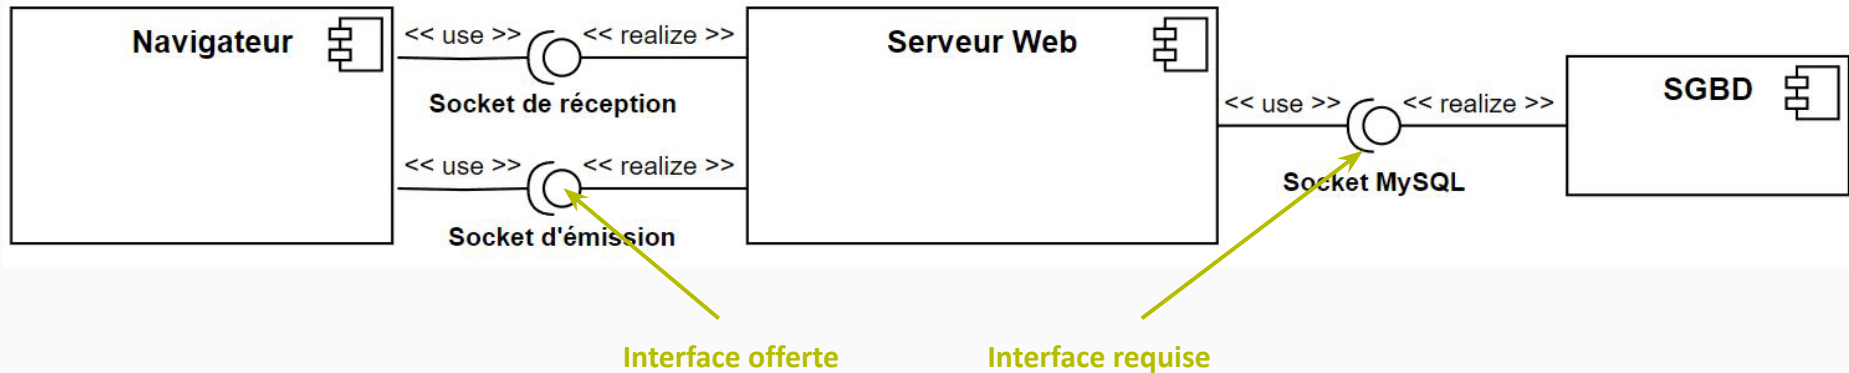 Navigateur
<< use >>
<< realize >>
Socket de réception
<< use >>
<< realize >>
Socket d'émission
Serveur Web
<< use >>
<< realize >>
Socket MySQL
SGBD
Interface offerte
Interface requise